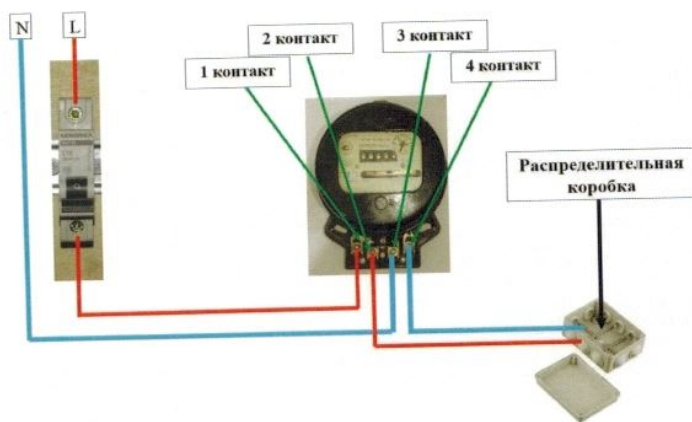 N
L
2 контакт
3 контакт
1 контакт
4 контакт
Распределительная
коробка